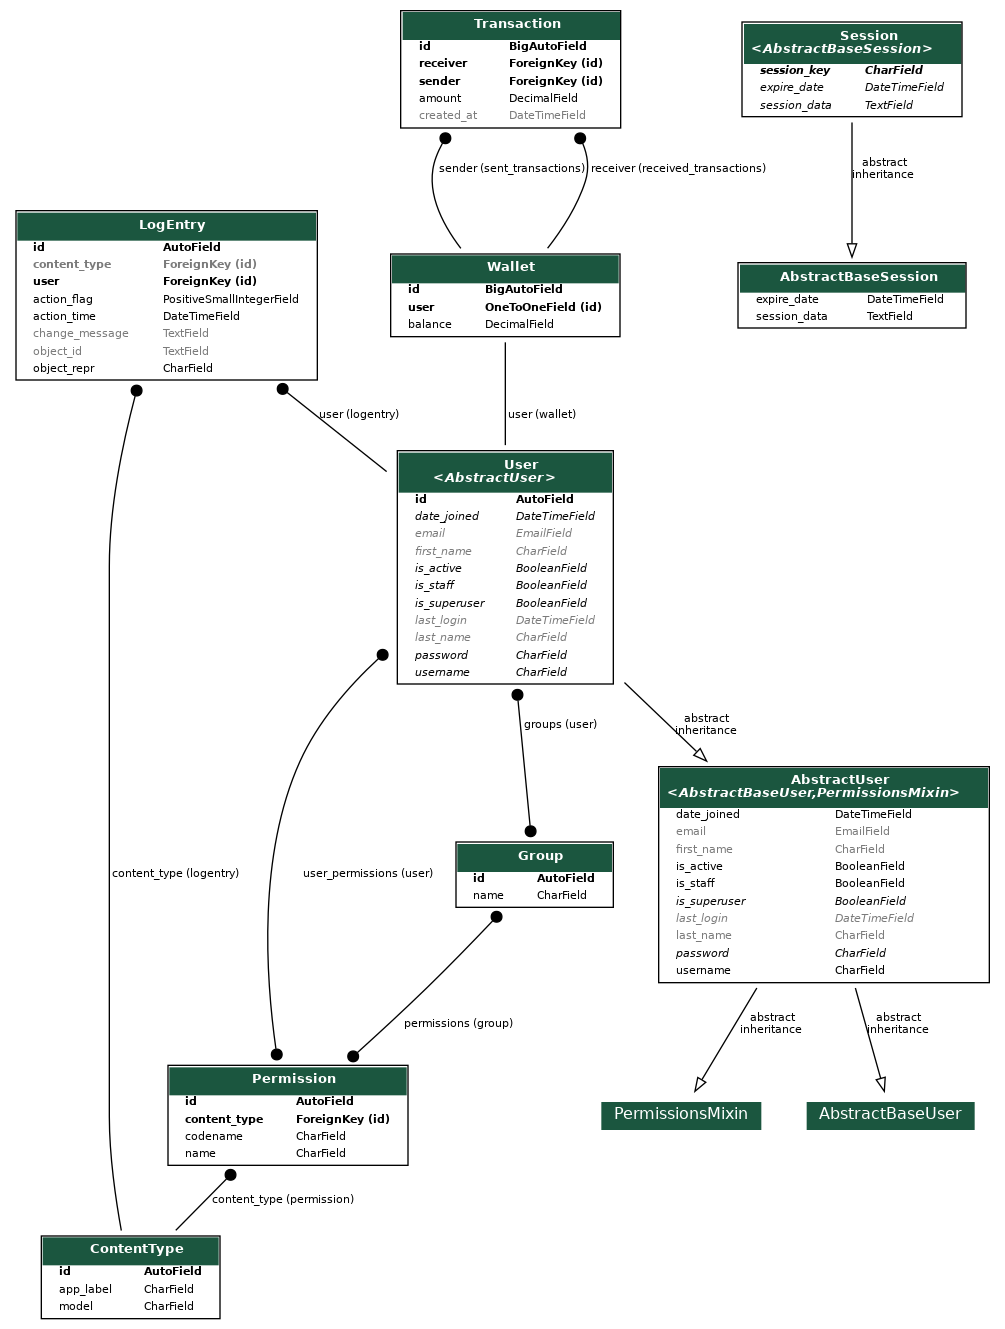 Transaction
id BigAutoField
receiver ForeignKey (id)
sender ForeignKey (id)
amount DecimalField
created_at DateTimeField
Session
<AbstractBaseSession>
session_key CharField
expire_date DateTimeField
session_data TextField
sender (sent_transactions)
receiver (received_transactions)
abstract
inheritance
LogEntry
id AutoField
content_type ForeignKey (id)
user ForeignKey (id)
action_flag PositiveSmallIntegerField
action_time DateTimeField
change_message TextField
object_id TextField
object_repr CharField
Wallet
id BigAutoField
user OneToOneField (id)
balance DecimalField
AbstractBaseSession
expire_date DateTimeField
session_data TextField
user (logentry)
user (wallet)
User
<AbstractUser>
id AutoField
date_joined DateTimeField
email EmailField
first_name CharField
is_active BooleanField
is_staff BooleanField
is_superuser BooleanField
last_login DateTimeField
last_name CharField
password CharField
username CharField
groups (user)
abstract
inheritance
AbstractUser
<AbstractBaseUser,PermissionsMixin>
date_joined DateTimeField
email EmailField
first_name CharField
is_active BooleanField
is_staff BooleanField
is_superuser BooleanField
last_login DateTimeField
last_name CharField
password CharField
username CharField
Group
id AutoField
name CharField
content_type (logentry)
user_permissions (user)
permissions (group)
abstract
inheritance
abstract
inheritance
Permission
id AutoField
content_type ForeignKey (id)
codename CharField
name CharField
PermissionsMixin
AbstractBaseUser
content_type (permission)
ContentType
id AutoField
app_label CharField
model CharField